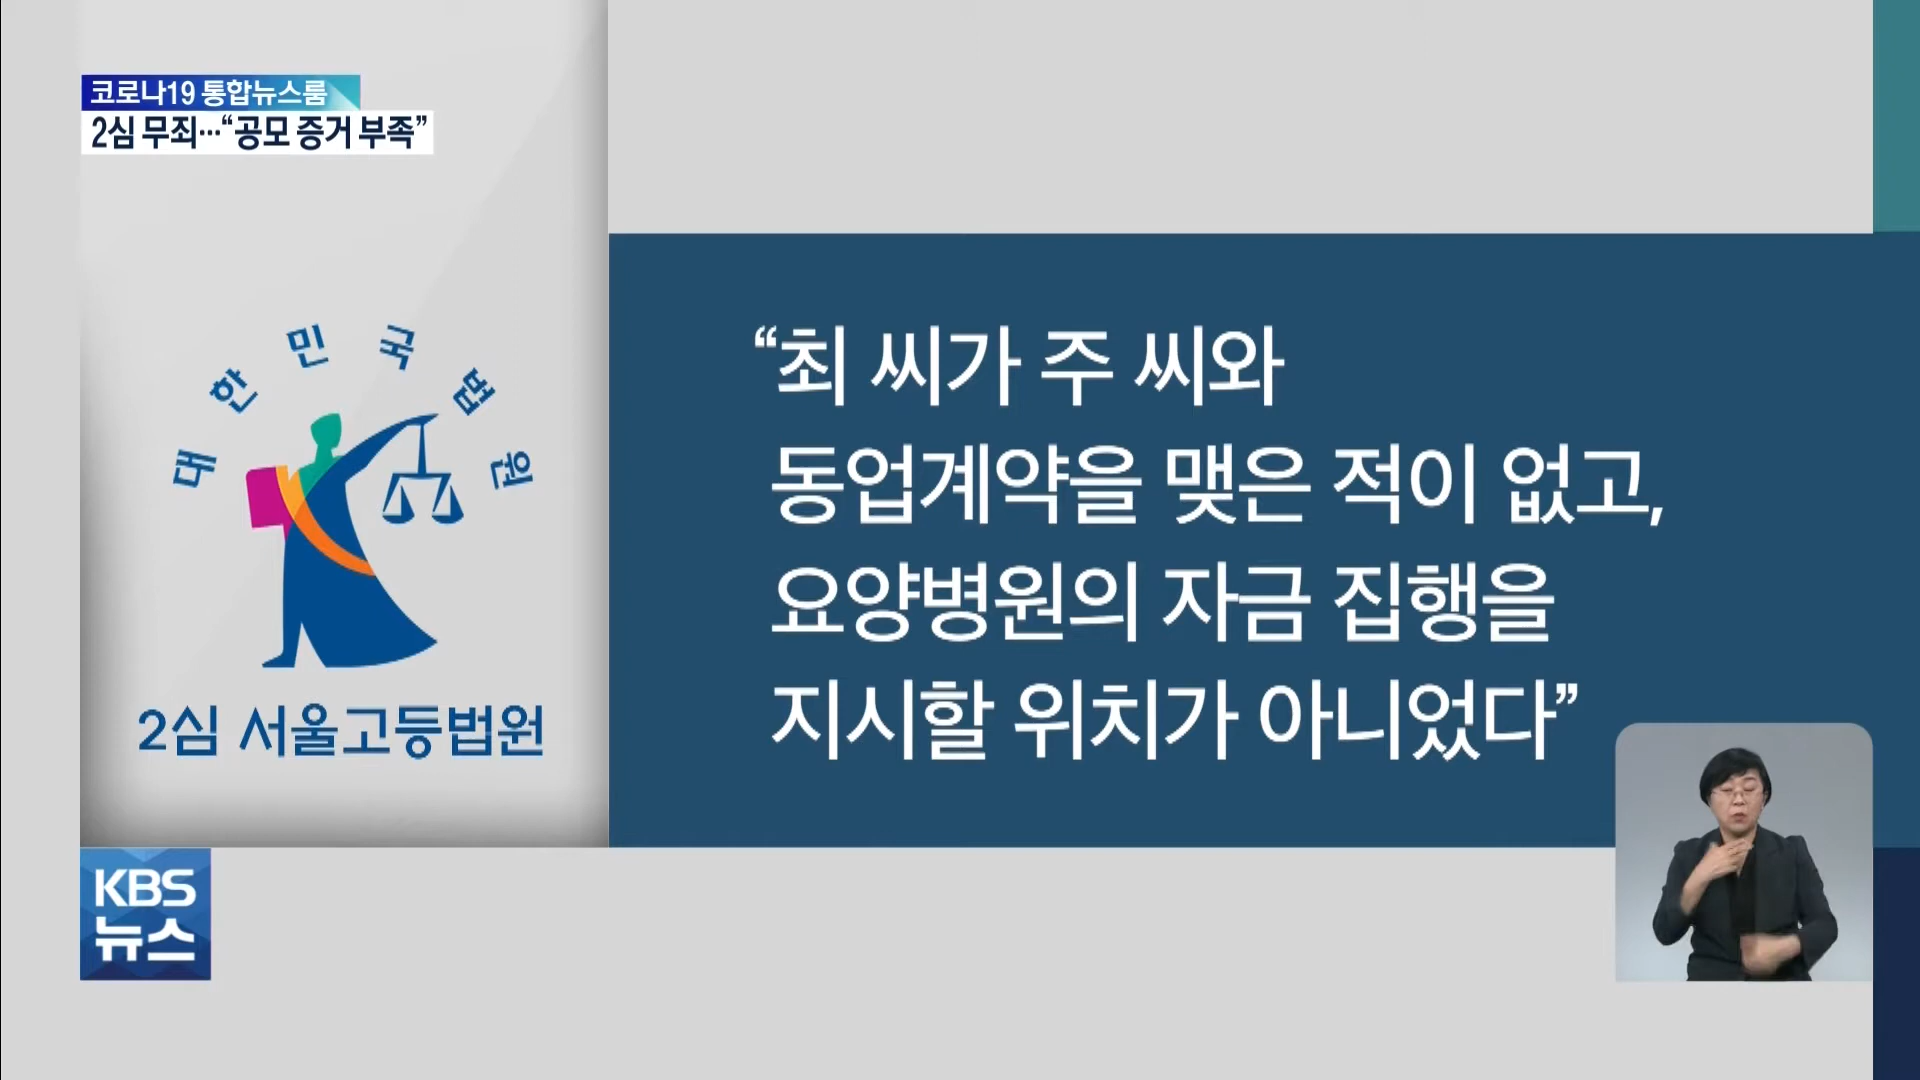 코로나19 통합뉴스룸
2심 무죄…“공모 증거 부족”
대한민국법원
2심 서울고등법원
“최 씨가 주 씨와
동업계약을 맺은 적이 없고,
요양병원의 자금 집행을
지시할 위치가 아니었다”
KBS
뉴스